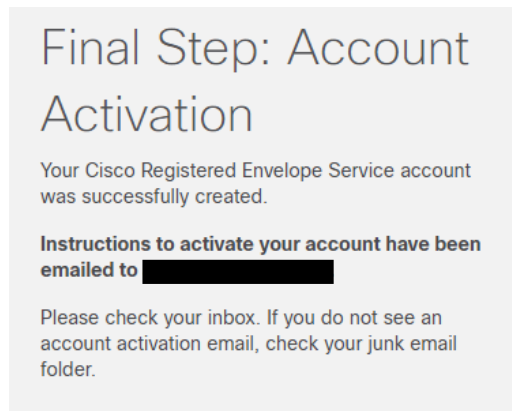 Final Step: Account
Activation
Your Cisco Registered Envelope Service account
was successfully created.
Instructions to activate your account have been
emailed to
Please check your inbox. If you do not see an
account activation email, check your junk email
folder.